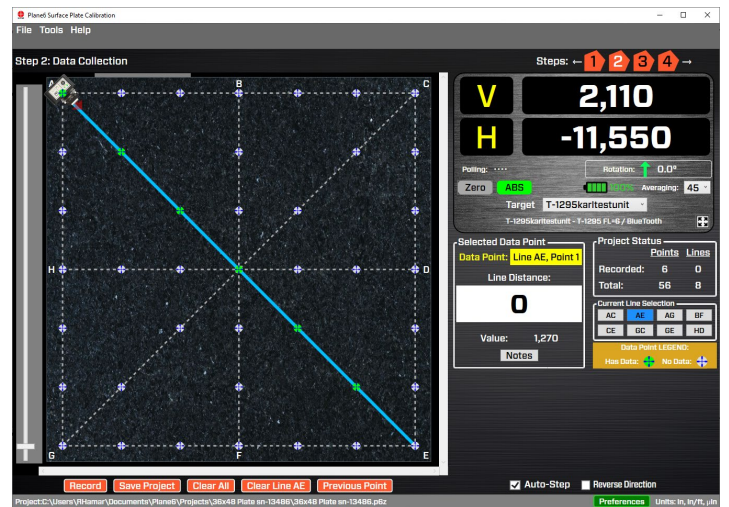 Plane6 Surface Plate Calibration
File Tools Help
Step 2: Data Collection
Steps: ← 1 2 3 4 →
A B C
H D
G F E
V 2,110
H -11,550
Polling: ····
Rotation: ↑ 0.0°
Zero ABS 100% Averaging: 45
Target T-1295karltestunit
T-1295karltestunit - T-1295 FL=6 / BlueTooth
Selected Data Point
Data Point: Line AE, Point 1
Line Distance:
0
Value: 1,270
Notes
Project Status
Points Lines
Recorded: 6 0
Total: 56 8
Current Line Selection
AC AE AG BF
CE GC GE HD
Data Point LEGEND:
Has Data: No Data:
Record Save Project Clear All Clear Line AE Previous Point
Auto-Step Reverse Direction
Project:C:\Users\RHamar\Documents\Plane6\Projects\36x48 Plate sn-13486\36x48 Plate sn-13486.p6z
Preferences Units: In, In/ft, µin